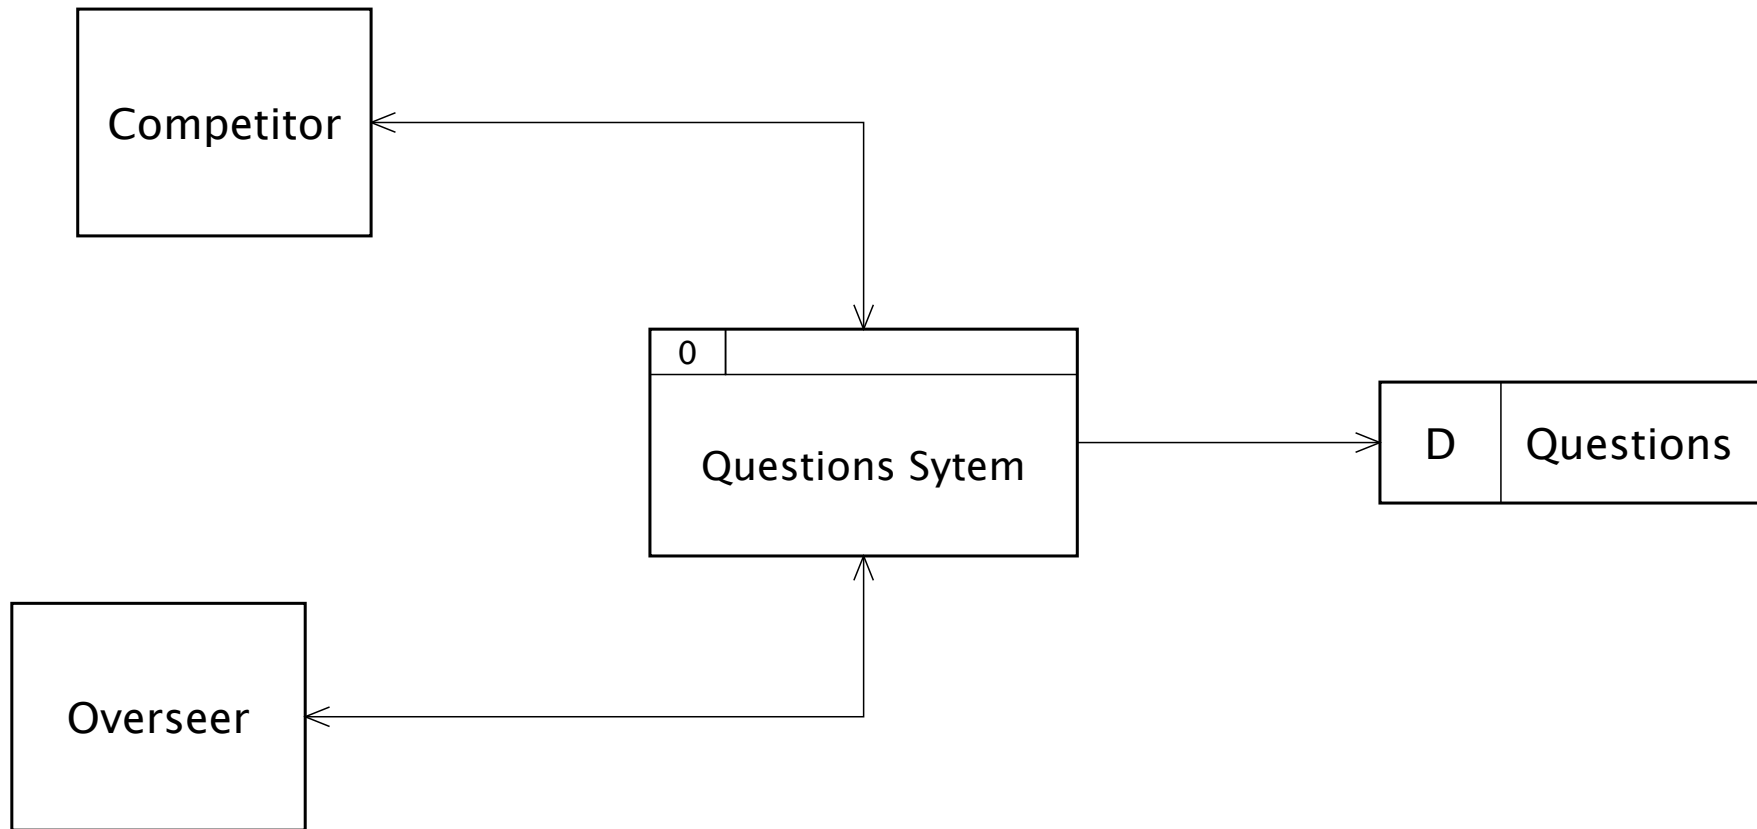 Competitor
0
Questions Sytem
D
Questions
Overseer